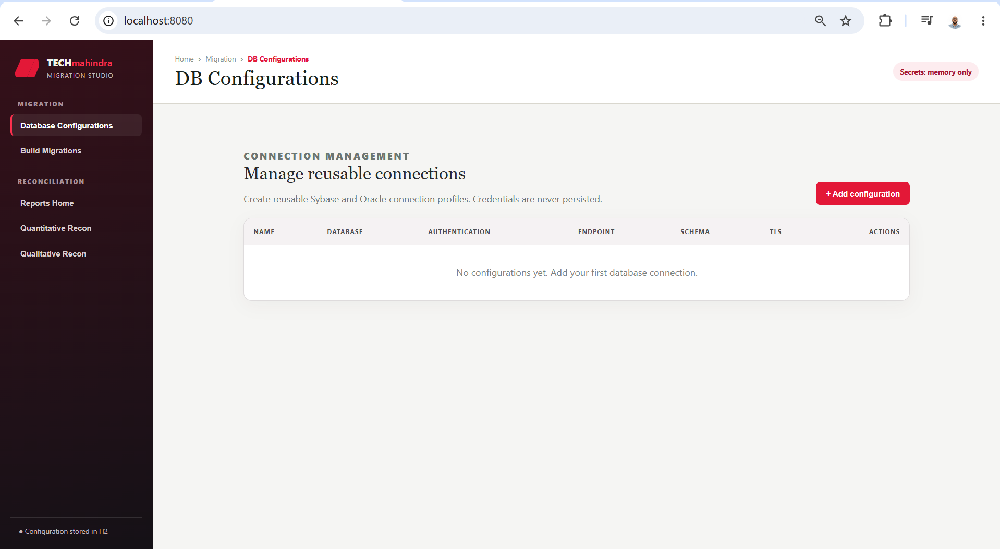 localhost:8080
TECHmahindra
MIGRATION STUDIO
MIGRATION
Database Configurations
Build Migrations
RECONCILIATION
Reports Home
Quantitative Recon
Qualitative Recon
● Configuration stored in H2
Home › Migration › DB Configurations
DB Configurations
Secrets: memory only
CONNECTION MANAGEMENT
Manage reusable connections
Create reusable Sybase and Oracle connection profiles. Credentials are never persisted.
+ Add configuration
NAME DATABASE AUTHENTICATION ENDPOINT SCHEMA TLS ACTIONS
No configurations yet. Add your first database connection.